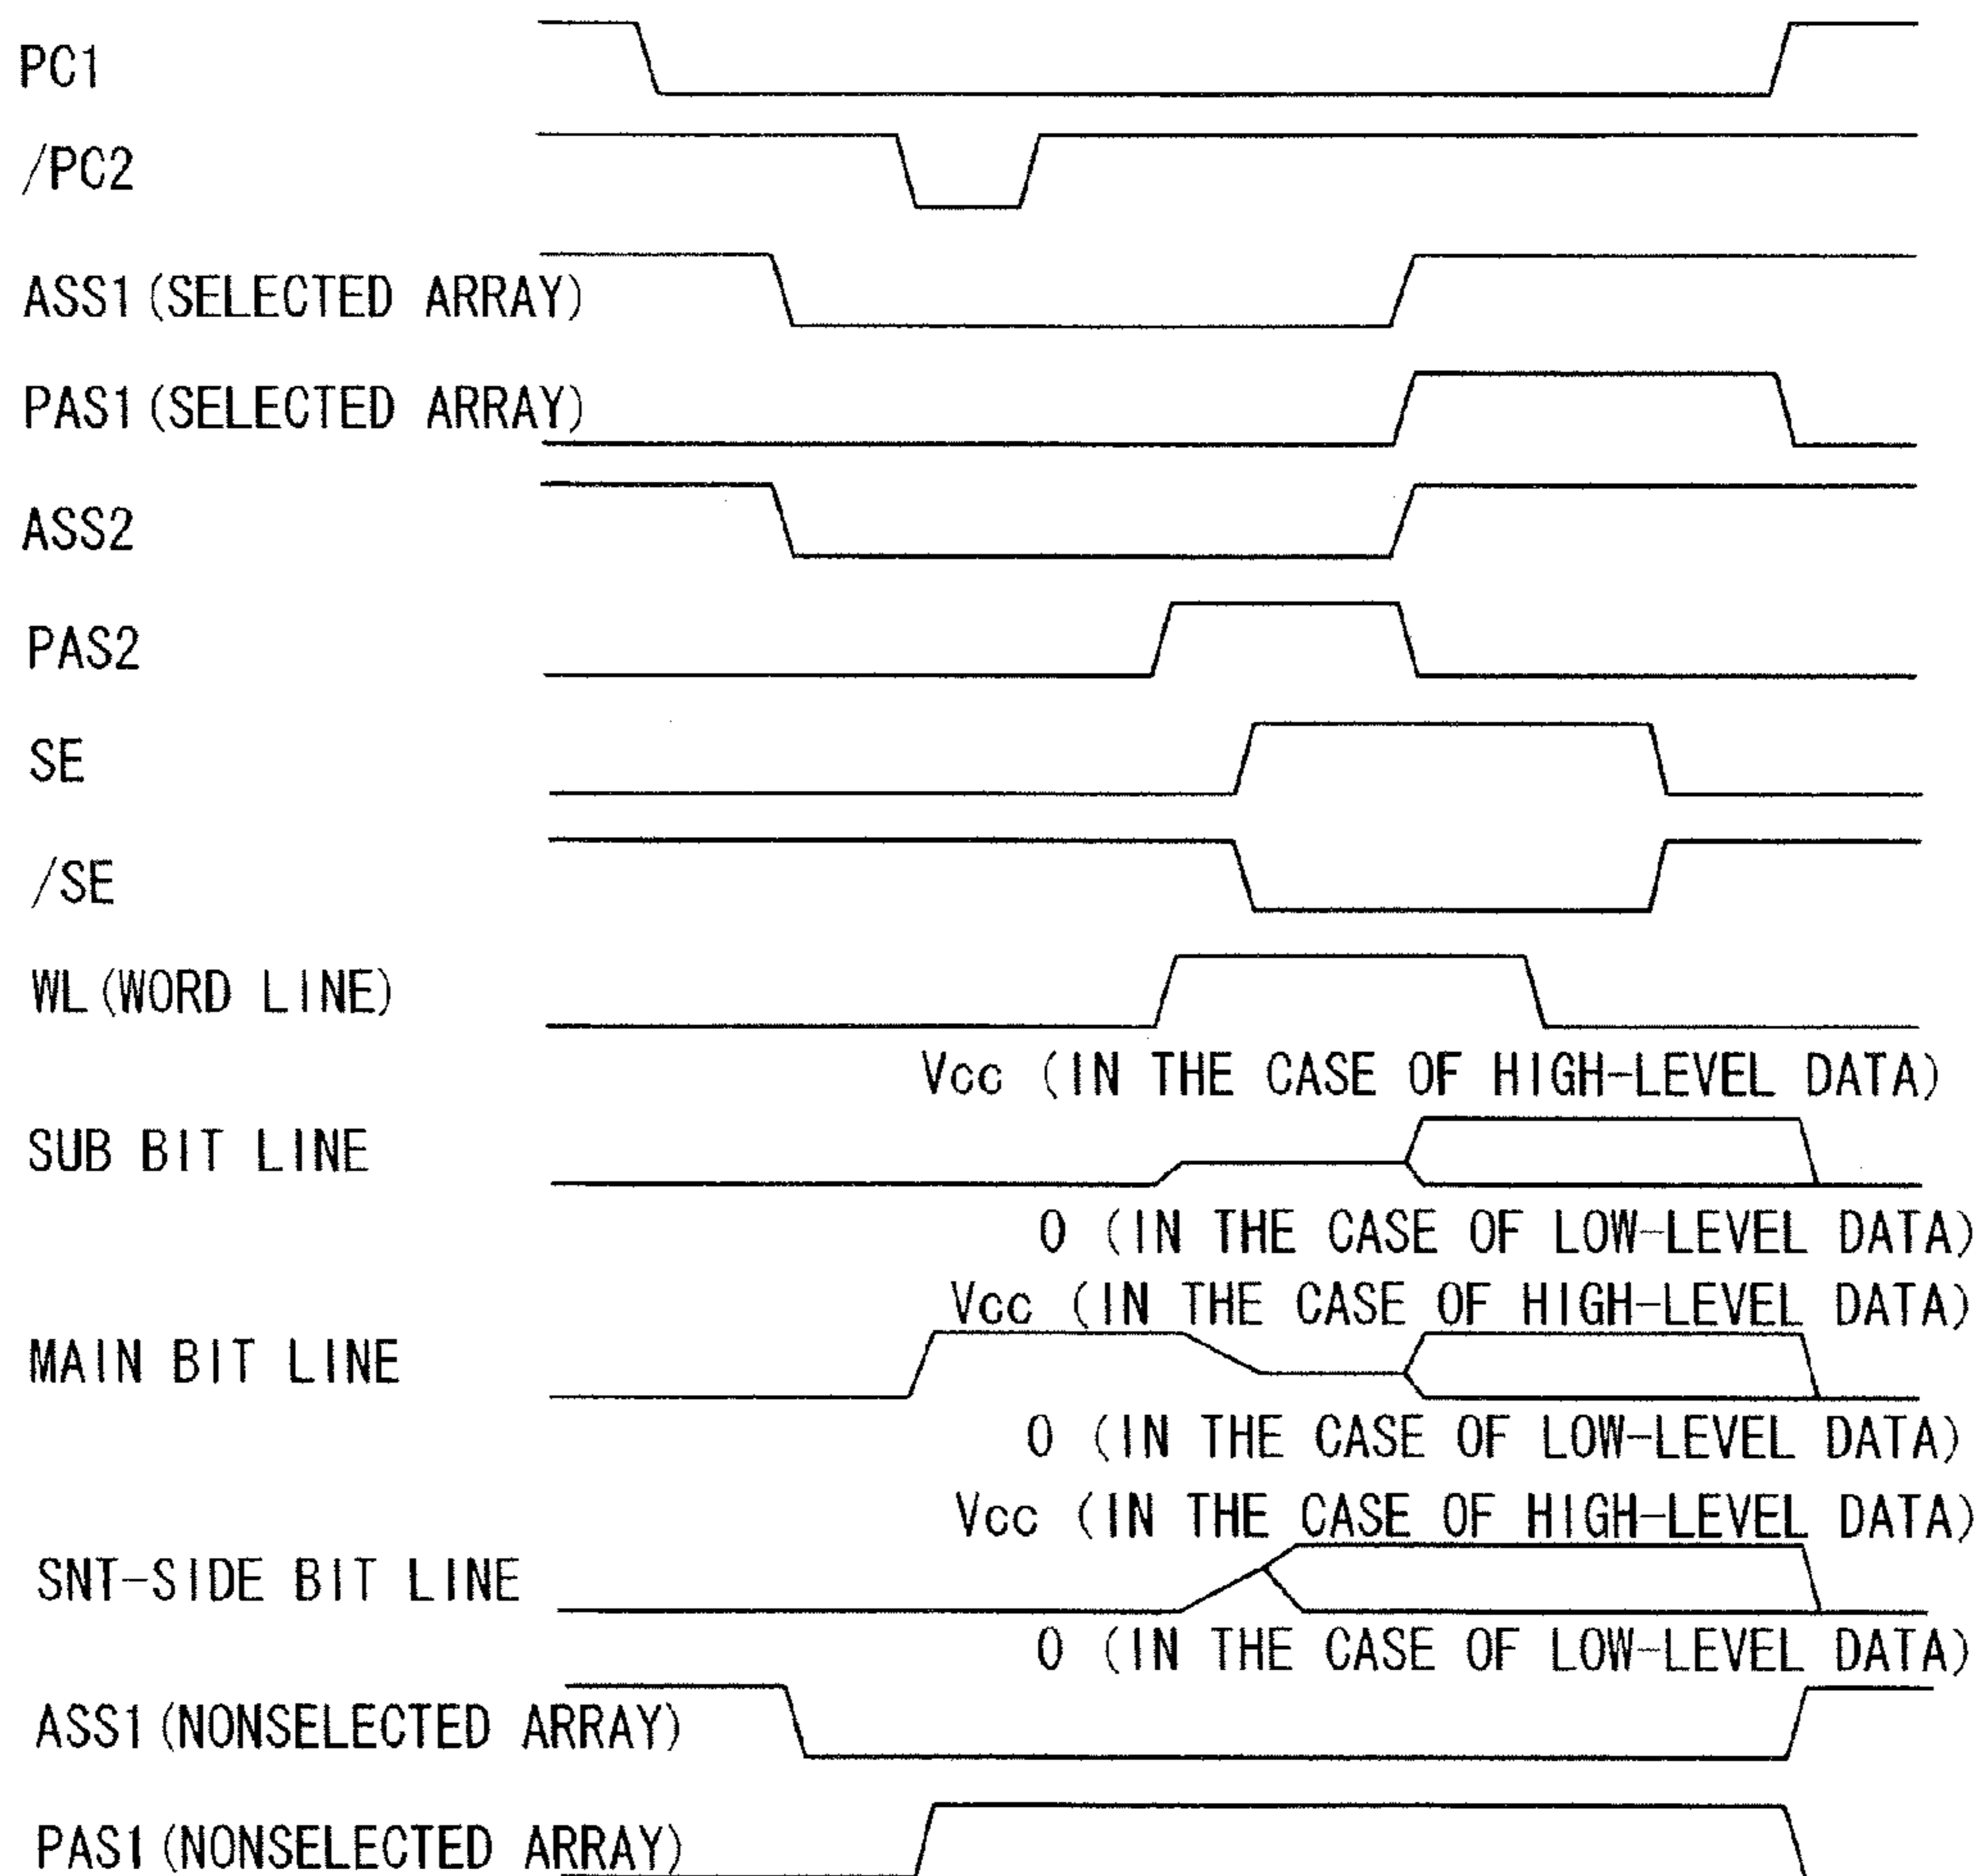 PC1
/PC2
ASS1(SELECTED ARRAY)
PAS1(SELECTED ARRAY)
ASS2
PAS2
SE
/SE
WL(WORD LINE)
Vcc (IN THE CASE OF HIGH-LEVEL DATA)
SUB BIT LINE
0 (IN THE CASE OF LOW-LEVEL DATA)
Vcc (IN THE CASE OF HIGH-LEVEL DATA)
MAIN BIT LINE
0 (IN THE CASE OF LOW-LEVEL DATA)
Vcc (IN THE CASE OF HIGH-LEVEL DATA)
SNT-SIDE BIT LINE
0 (IN THE CASE OF LOW-LEVEL DATA)
ASS1(NONSELECTED ARRAY)
PAS1(NONSELECTED ARRAY)